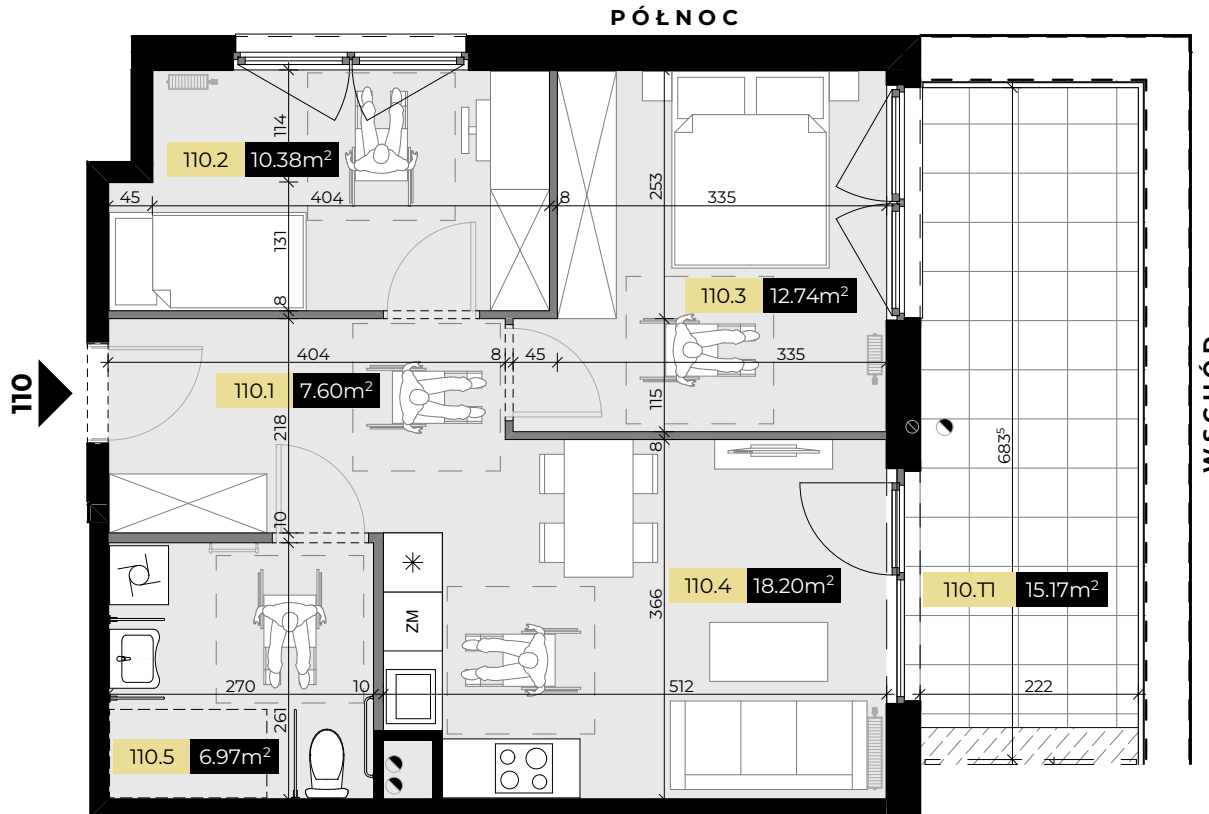 PÓŁNOC
114
110.2 10.38m²
45 404 8 335
253
131
8
110.3 12.74m²
404 8 45 335
110
110.1 7.60m²
115
218
8
683⁵
WSCHÓD
10
ZM
366
110.4 18.20m²
110.T1 15.17m²
270 10 512 222
261
110.5 6.97m²